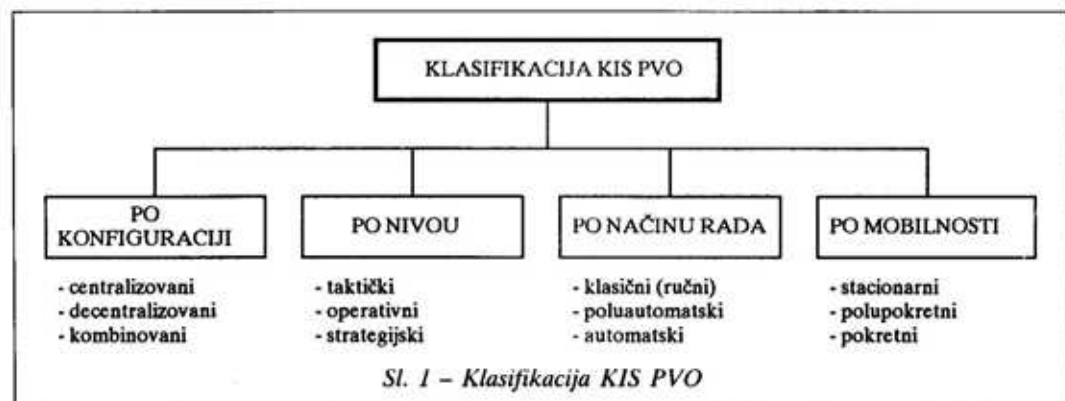 KLASIFIKACIJA KIS PVO
PO
KONFIGURACIJI
- centralizovani
- decentralizovani
- kombinovani
PO NIVOU
- taktički
- operativni
- strategijski
PO NAČINU RADA
- klasični (ručni)
- poluautomatski
- automatski
PO MOBILNOSTI
- stacionarni
- polupokretni
- pokretni
Sl. 1 – Klasifikacija KIS PVO